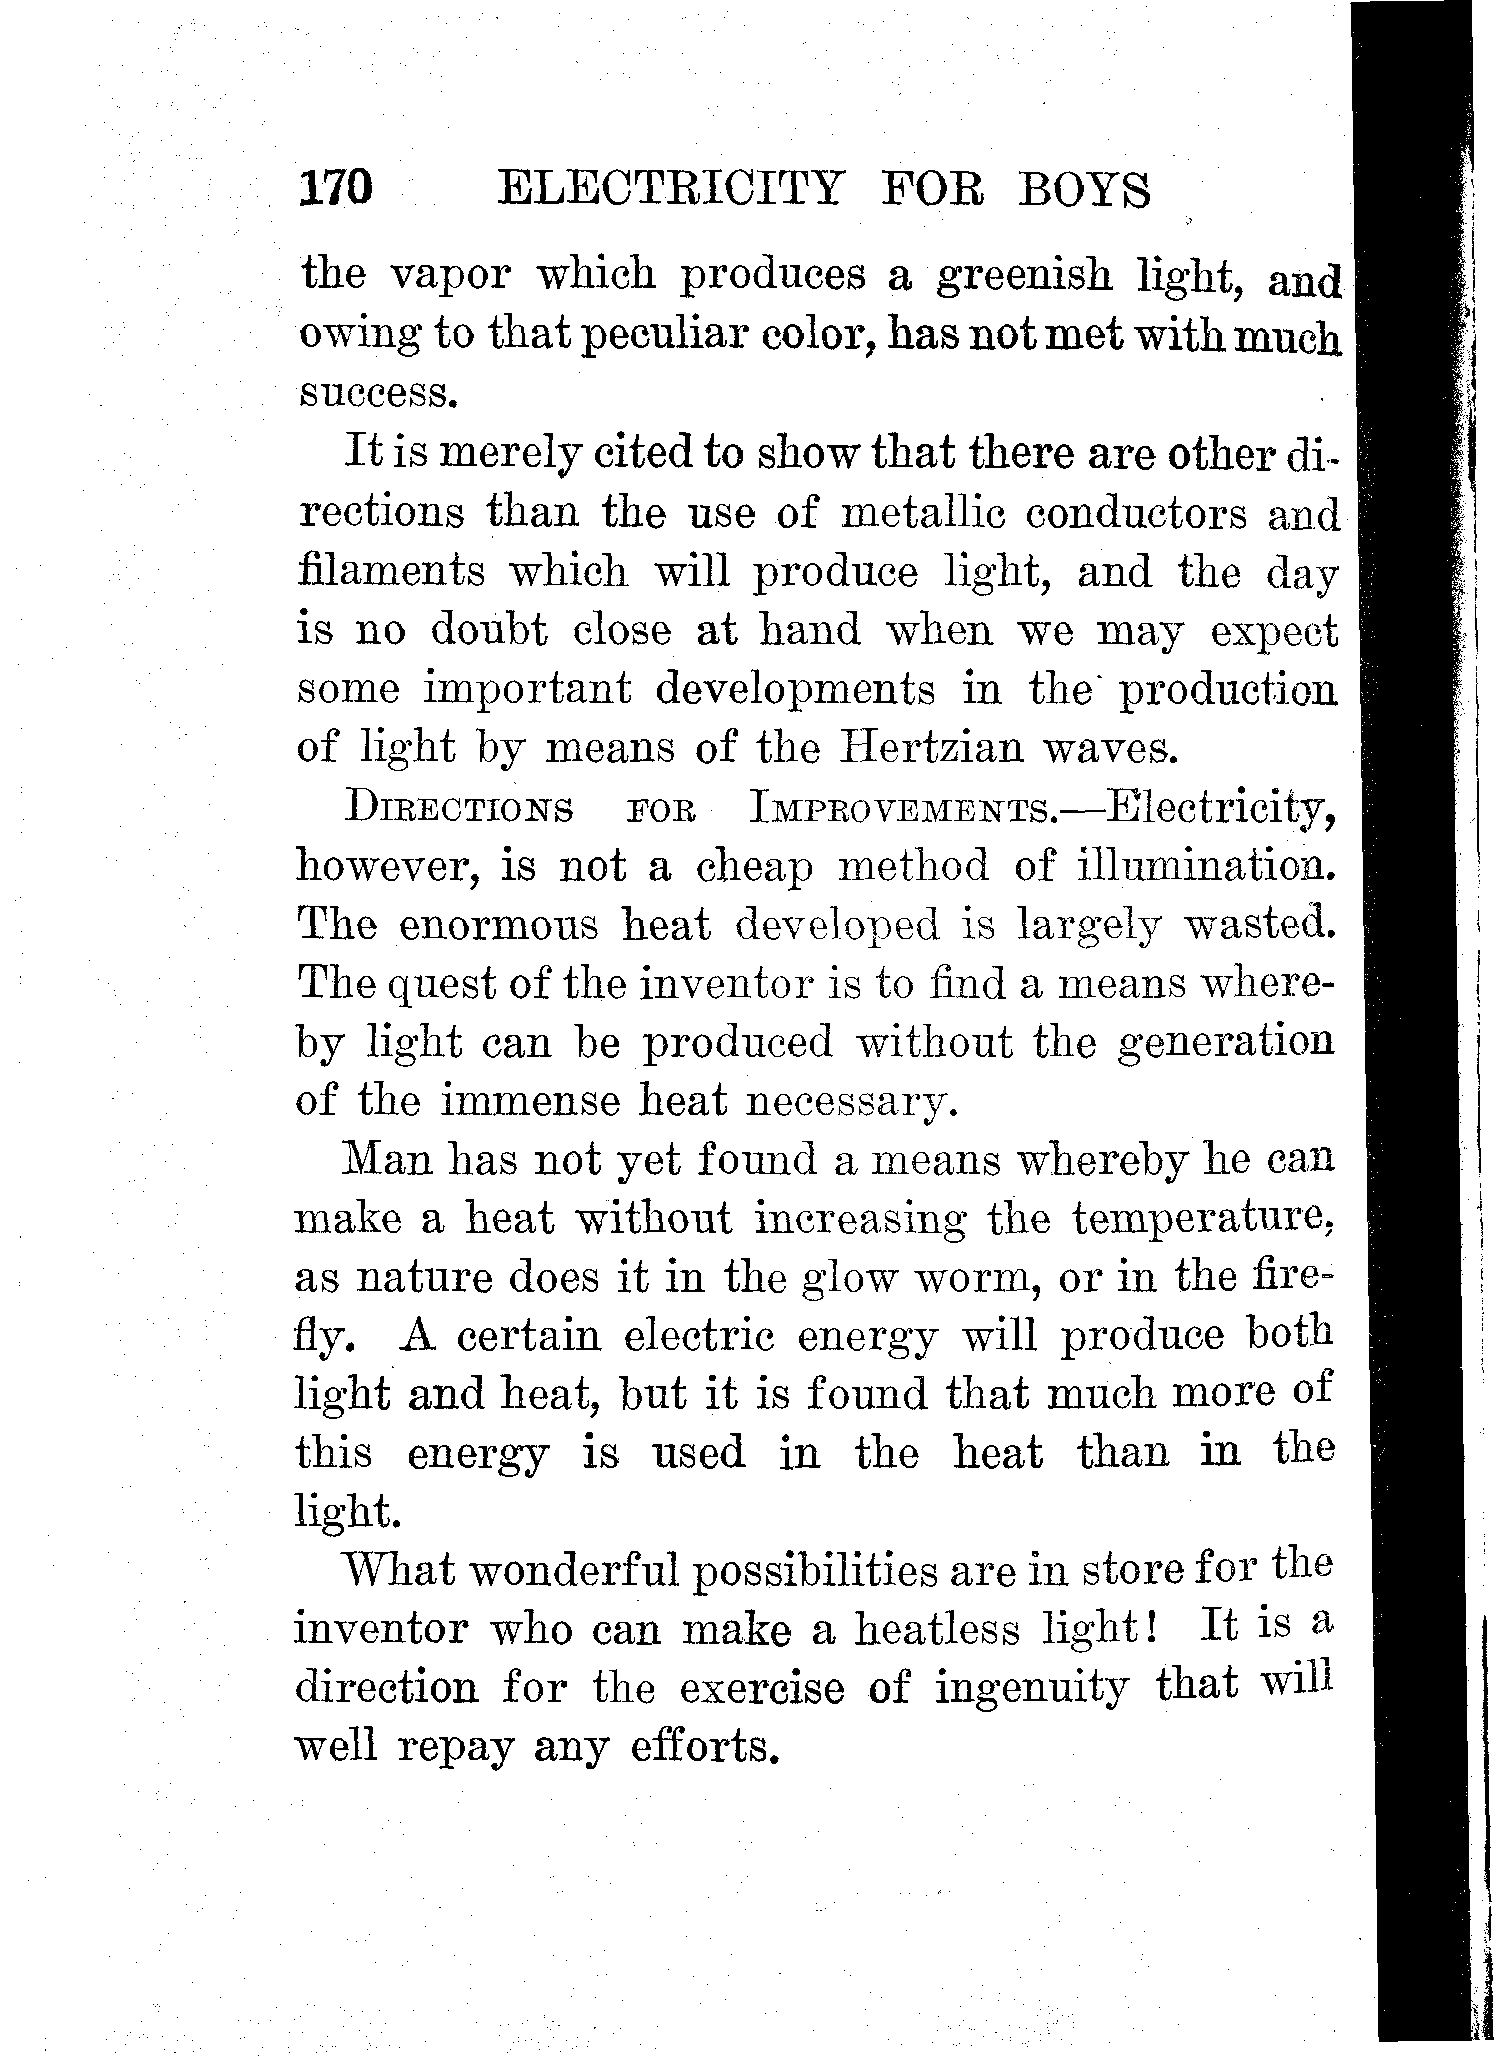 170 ELECTRICITY FOR BOYS
the vapor which produces a greenish light, and
owing to that peculiar color, has not met with much
success.
It is merely cited to show that there are other di-
rections than the use of metallic conductors and
filaments which will produce light, and the day
is no doubt close at hand when we may expect
some important developments in the production
of light by means of the Hertzian waves.
DIRECTIONS FOR IMPROVEMENTS.—Electricity,
however, is not a cheap method of illumination.
The enormous heat developed is largely wasted.
The quest of the inventor is to find a means where-
by light can be produced without the generation
of the immense heat necessary.
Man has not yet found a means whereby he can
make a heat without increasing the temperature,
as nature does it in the glow worm, or in the fire-
fly. A certain electric energy will produce both
light and heat, but it is found that much more of
this energy is used in the heat than in the
light.
What wonderful possibilities are in store for the
inventor who can make a heatless light! It is a
direction for the exercise of ingenuity that will
well repay any efforts.